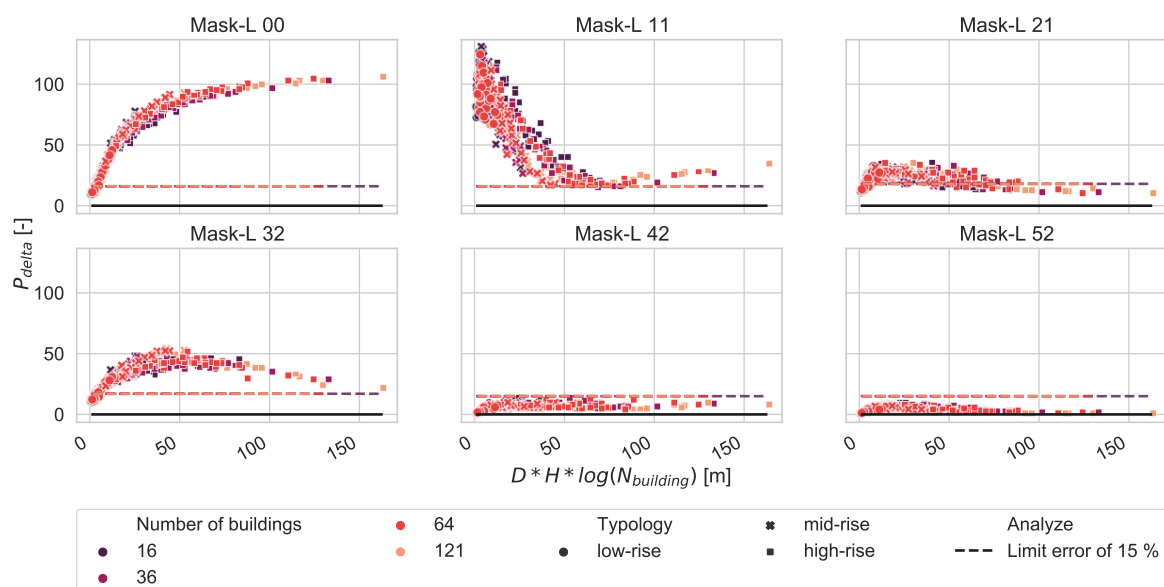 Mask-L 00 Mask-L 11 Mask-L 21
100
50
0
Mask-L 32 Mask-L 42 Mask-L 52
P_delta [-]
100
50
0
0 50 100 150 0 50 100 150 0 50 100 150
D * H * log(N_building) [m]
Number of buildings 64 Typology mid-rise Analyze
16 121 low-rise high-rise Limit error of 15 %
36